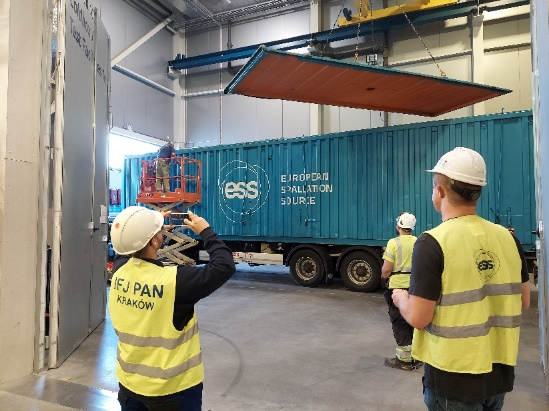 ess
EUROPEAN
SPALLATION
SOURCE
IFJ PAN
KRAKÓW
ess